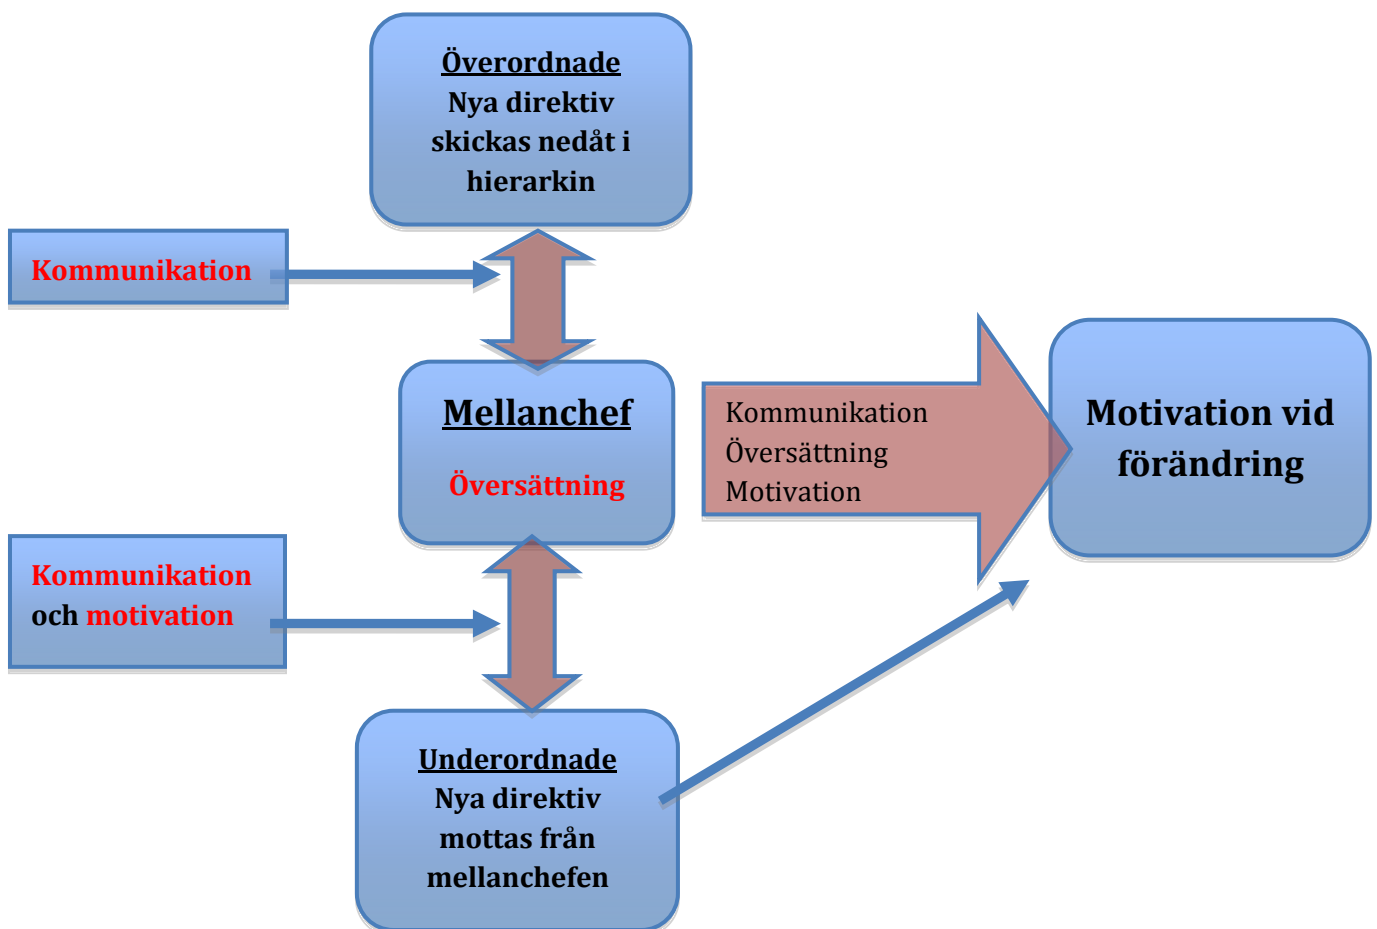 Överordnade
Nya direktiv
skickas nedåt i
hierarkin
Kommunikation
Mellanchef
Översättning
Kommunikation
Översättning
Motivation
Motivation vid
förändring
Kommunikation
och motivation
Underordnade
Nya direktiv
mottas från
mellanchefen